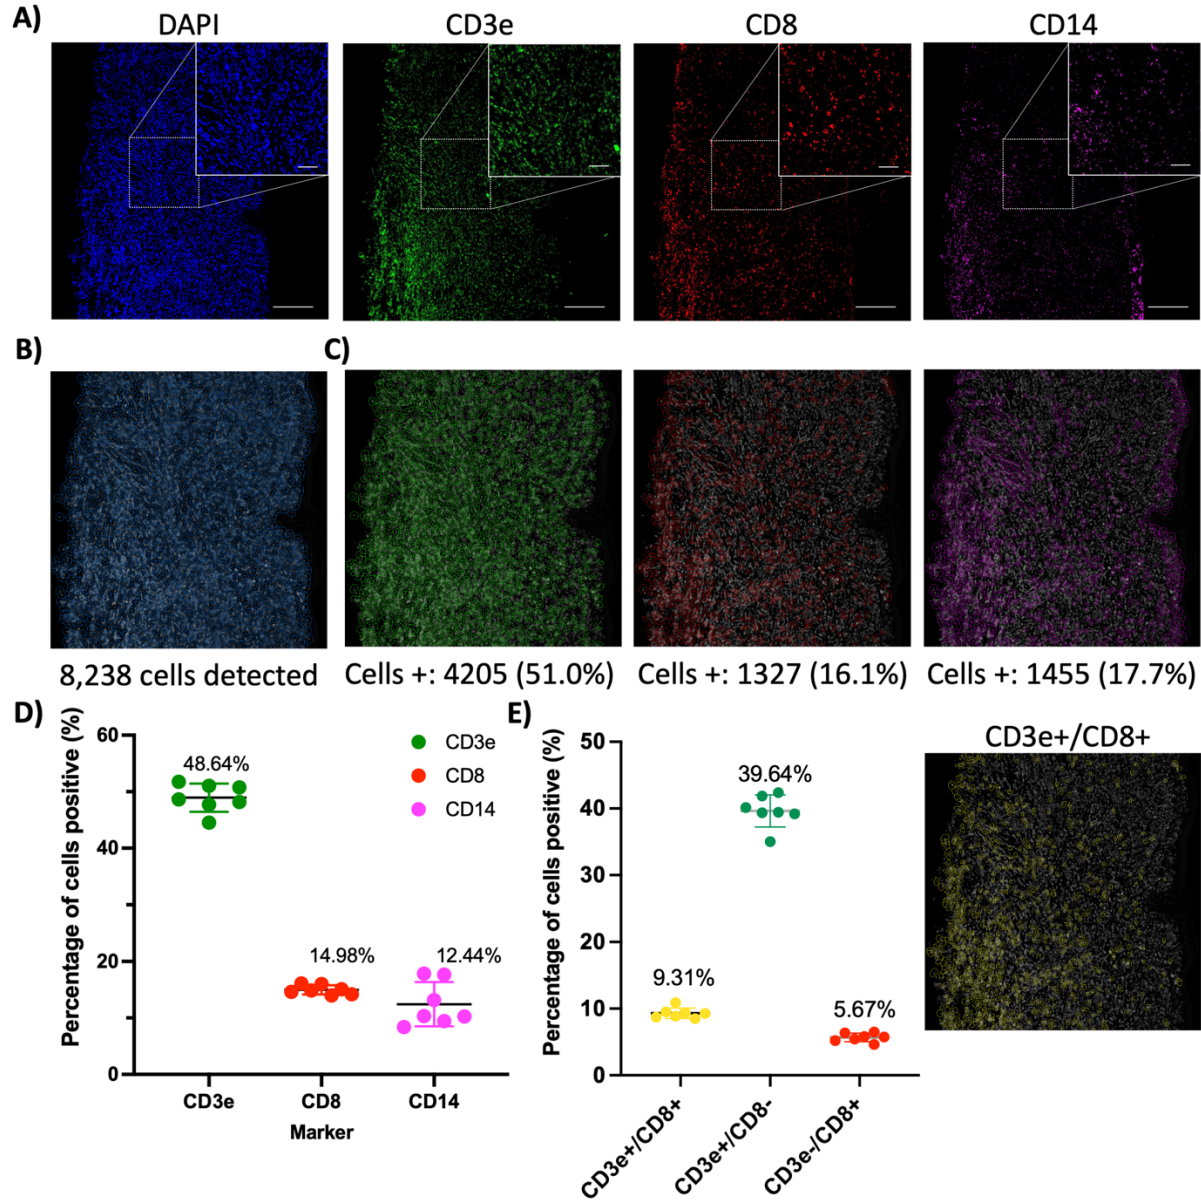 A)
DAPI CD3e CD8 CD14
B) C)
8,238 cells detected Cells +: 4205 (51.0%) Cells +: 1327 (16.1%) Cells +: 1455 (17.7%)
D)
Percentage of cells positive (%)
60
40
20
0
48.64%
14.98%
12.44%
CD3e
CD8
CD14
CD3e CD8 CD14
Marker
E)
Percentage of cells positive (%)
50
40
30
20
10
0
9.31%
39.64%
5.67%
CD3e+/CD8+
CD3e+/CD8-
CD3e-/CD8+
CD3e+/CD8+